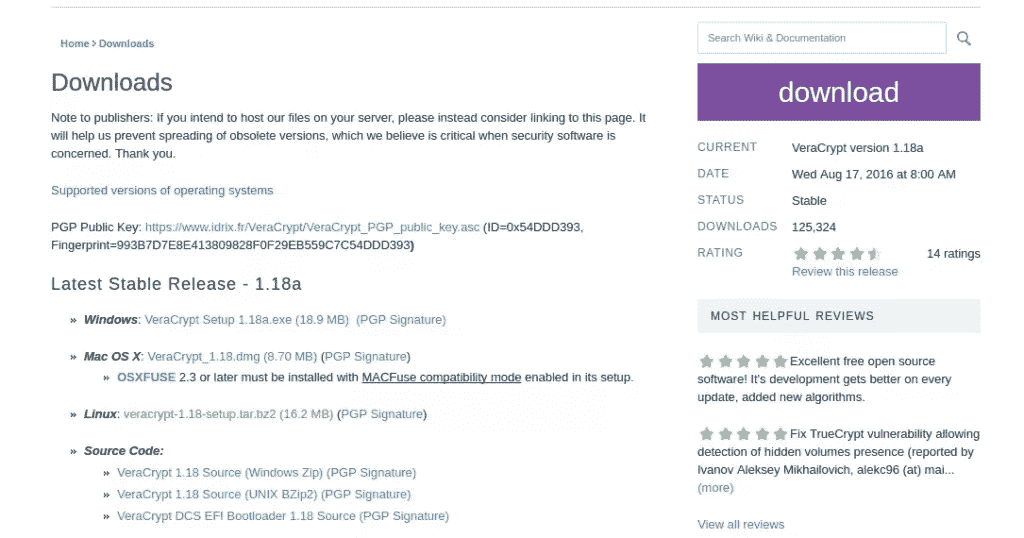 Home > Downloads
Downloads
Note to publishers: If you intend to host our files on your server, please instead consider linking to this page. It
will help us prevent spreading of obsolete versions, which we believe is critical when security software is
concerned. Thank you.
Supported versions of operating systems
PGP Public Key: https://www.idrix.fr/VeraCrypt/VeraCrypt_PGP_public_key.asc (ID=0x54DDD393,
Fingerprint=993B7D7E8E413809828F0F29EB559C7C54DDD393)
Latest Stable Release - 1.18a
» Windows: VeraCrypt Setup 1.18a.exe (18.9 MB) (PGP Signature)
» Mac OS X: VeraCrypt_1.18.dmg (8.70 MB) (PGP Signature)
» OSXFUSE 2.3 or later must be installed with MACFuse compatibility mode enabled in its setup.
» Linux: veracrypt-1.18-setup.tar.bz2 (16.2 MB) (PGP Signature)
» Source Code:
» VeraCrypt 1.18 Source (Windows Zip) (PGP Signature)
» VeraCrypt 1.18 Source (UNIX BZip2) (PGP Signature)
» VeraCrypt DCS EFI Bootloader 1.18 Source (PGP Signature)
Search Wiki & Documentation
download
CURRENT VeraCrypt version 1.18a
DATE Wed Aug 17, 2016 at 8:00 AM
STATUS Stable
DOWNLOADS 125,324
RATING 14 ratings
Review this release
MOST HELPFUL REVIEWS
Excellent free open source
software! It's development gets better on every
update, added new algorithms.
Fix TrueCrypt vulnerability allowing
detection of hidden volumes presence (reported by
Ivanov Aleksey Mikhailovich, alekc96 (at) mai...
(more)
View all reviews